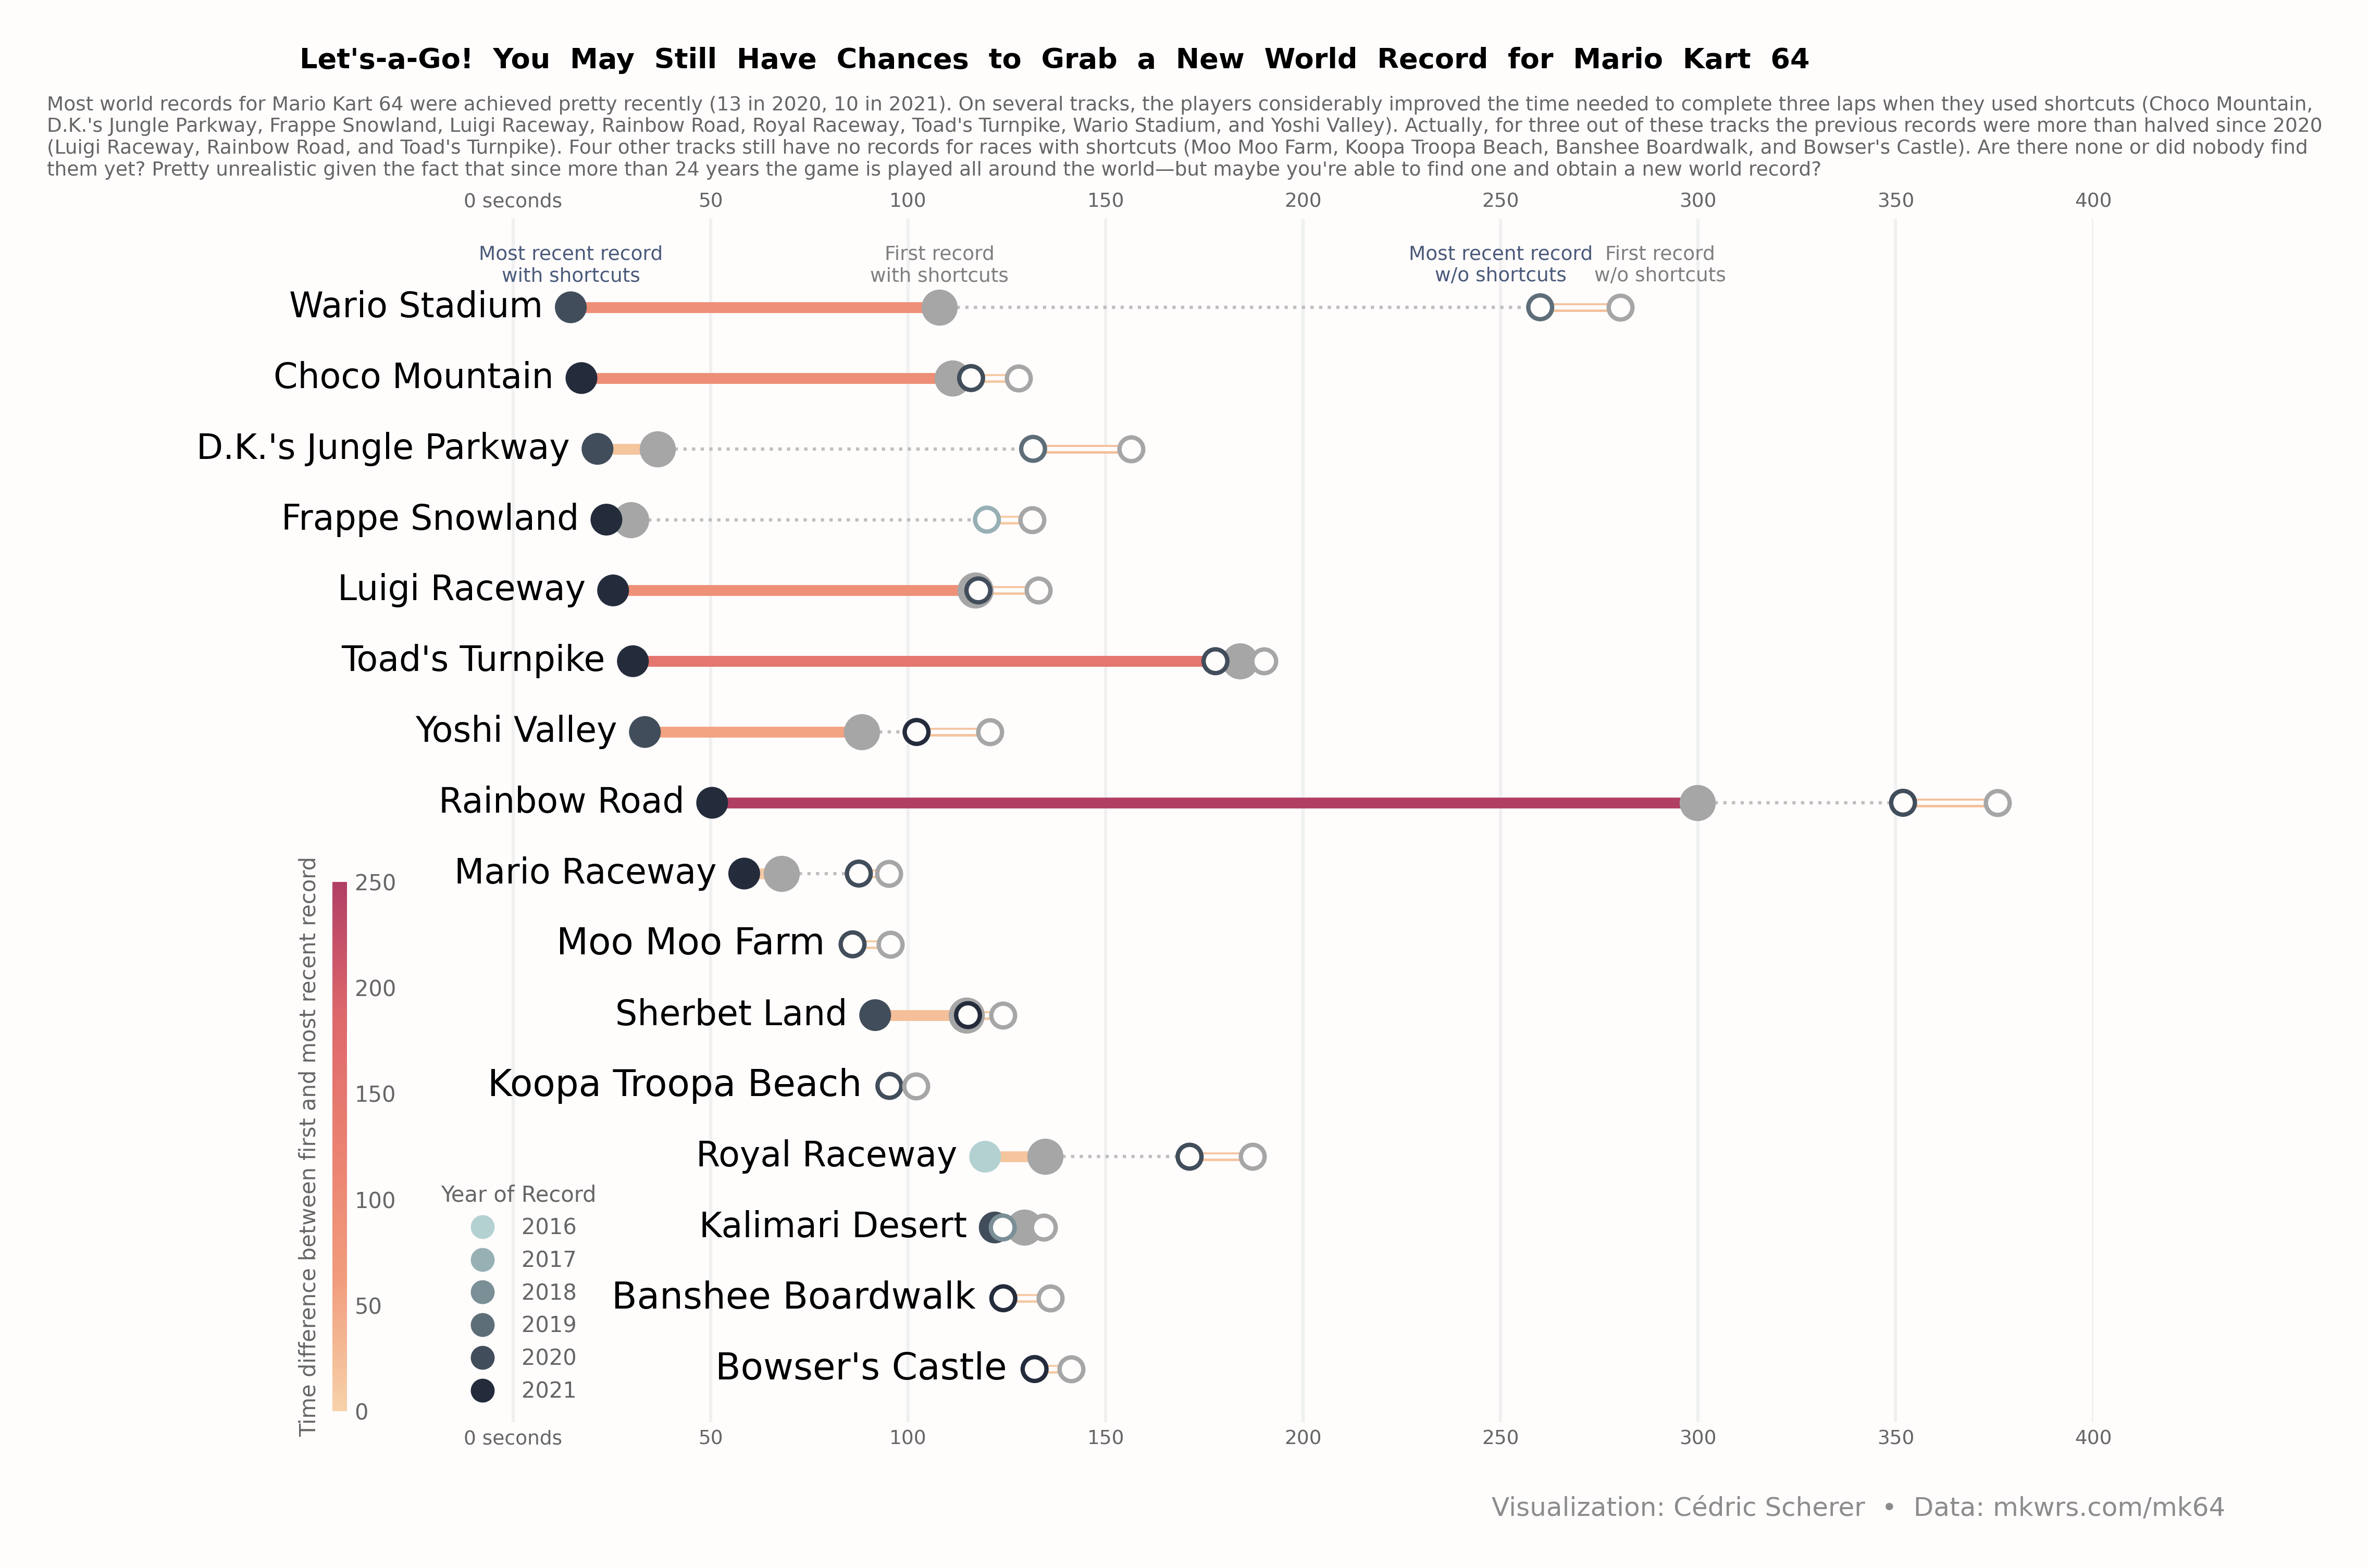 Let's-a-Go! You May Still Have Chances to Grab a New World Record for Mario Kart 64
Most world records for Mario Kart 64 were achieved pretty recently (13 in 2020, 10 in 2021). On several tracks, the players considerably improved the time needed to complete three laps when they used shortcuts (Choco Mountain,
D.K.'s Jungle Parkway, Frappe Snowland, Luigi Raceway, Rainbow Road, Royal Raceway, Toad's Turnpike, Wario Stadium, and Yoshi Valley). Actually, for three out of these tracks the previous records were more than halved since 2020
(Luigi Raceway, Rainbow Road, and Toad's Turnpike). Four other tracks still have no records for races with shortcuts (Moo Moo Farm, Koopa Troopa Beach, Banshee Boardwalk, and Bowser's Castle). Are there none or did nobody find
them yet? Pretty unrealistic given the fact that since more than 24 years the game is played all around the world—but maybe you're able to find one and obtain a new world record?
0 seconds 50 100 150 200 250 300 350 400
Most recent record First record Most recent record First record
with shortcuts with shortcuts w/o shortcuts w/o shortcuts
Wario Stadium
Choco Mountain
D.K.'s Jungle Parkway
Frappe Snowland
Luigi Raceway
Toad's Turnpike
Yoshi Valley
Rainbow Road
Mario Raceway
Moo Moo Farm
Sherbet Land
Koopa Troopa Beach
Royal Raceway
Kalimari Desert
Banshee Boardwalk
Bowser's Castle
Time difference between first and most recent record
250
200
150
100
50
0
Year of Record
2016
2017
2018
2019
2020
2021
0 seconds 50 100 150 200 250 300 350 400
Visualization: Cédric Scherer • Data: mkwrs.com/mk64